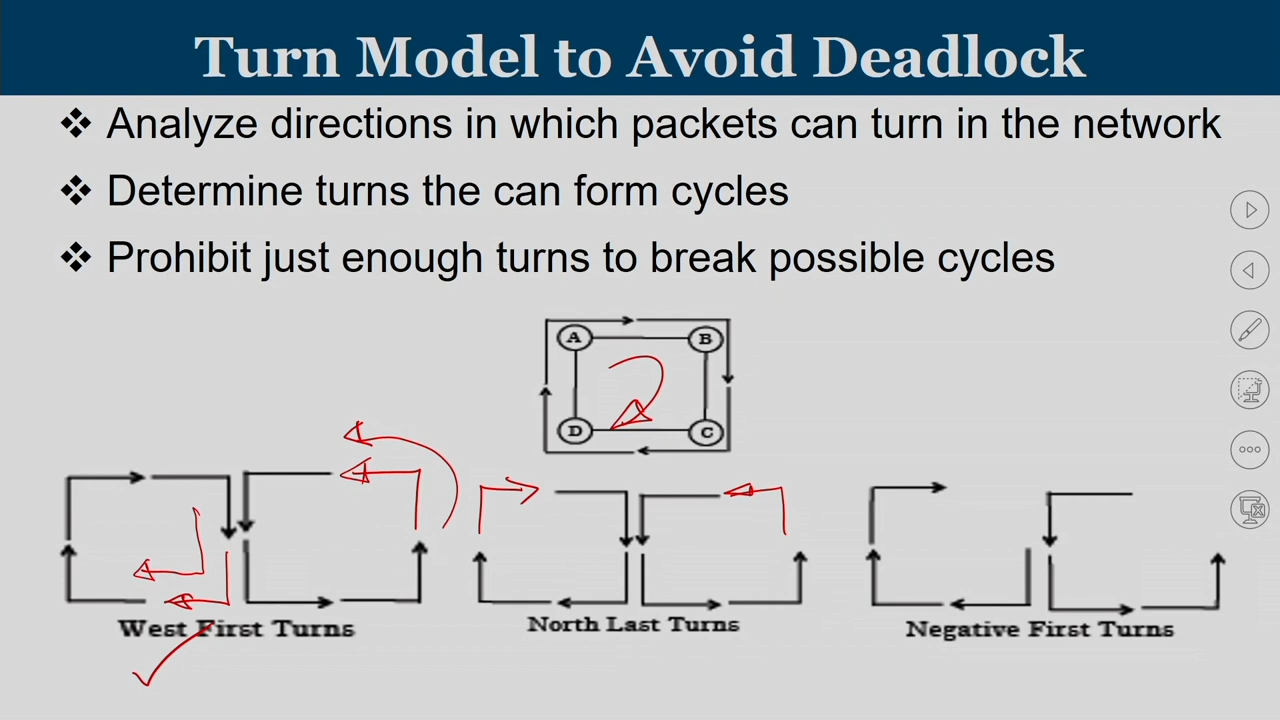 Turn Model to Avoid Deadlock
❖ Analyze directions in which packets can turn in the network
❖ Determine turns the can form cycles
❖ Prohibit just enough turns to break possible cycles
A B
D C
West First Turns
North Last Turns
Negative First Turns